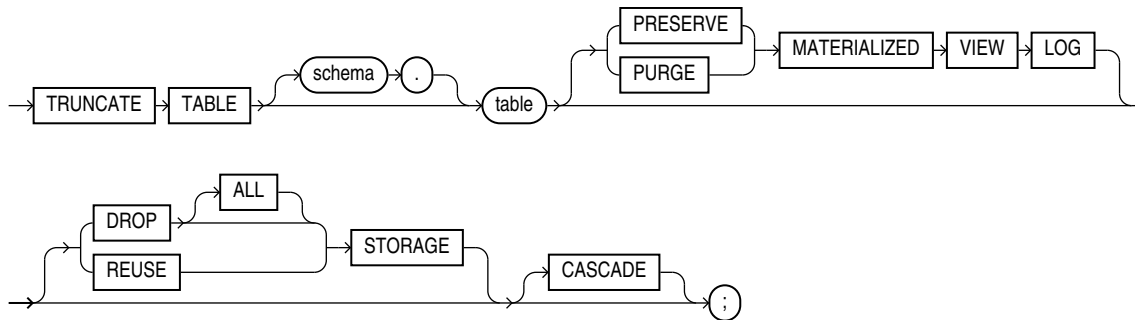 PRESERVE
PURGE
MATERIALIZED VIEW LOG
schema .
TRUNCATE TABLE table
ALL
DROP
REUSE
STORAGE
CASCADE
;